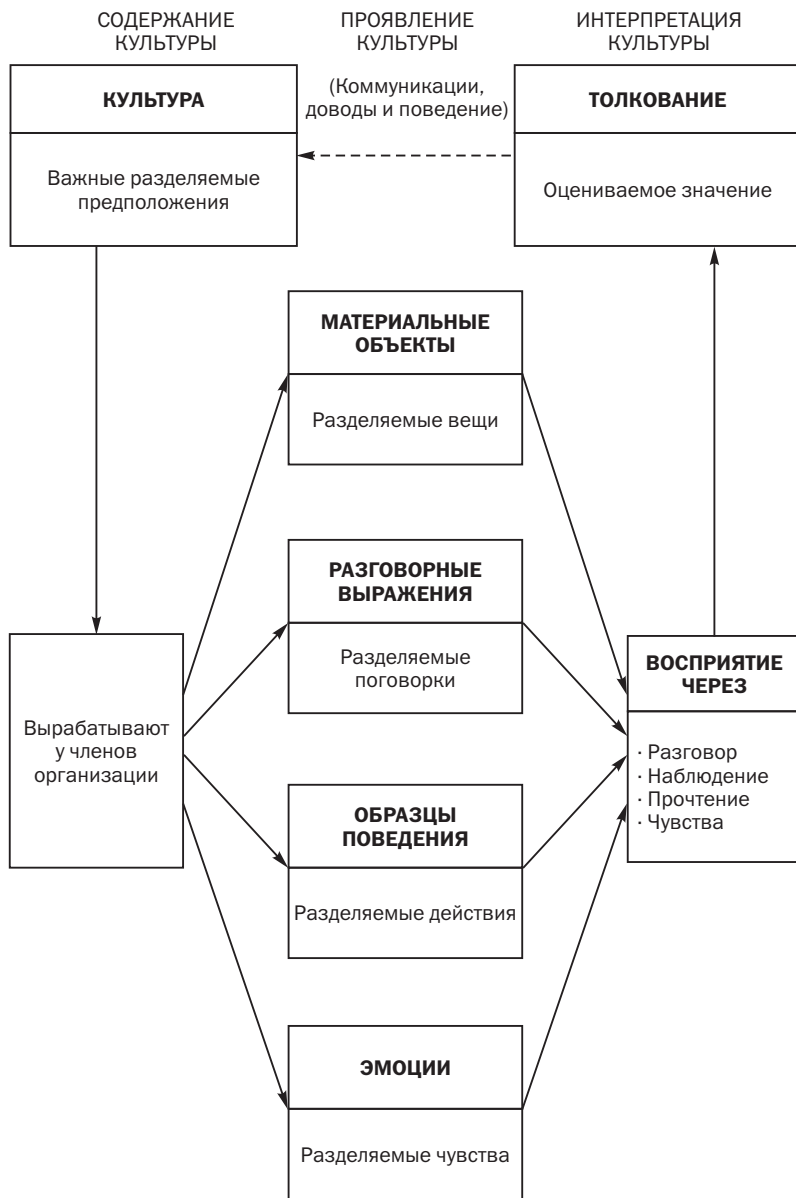 СОДЕРЖАНИЕ
КУЛЬТУРЫ
ПРОЯВЛЕНИЕ
КУЛЬТУРЫ
ИНТЕРПРЕТАЦИЯ
КУЛЬТУРЫ
КУЛЬТУРА
Важные разделяемые
предположения
(Коммуникации,
доводы и поведение)
ТОЛКОВАНИЕ
Оцениваемое значение
МАТЕРИАЛЬНЫЕ
ОБЪЕКТЫ
Разделяемые вещи
РАЗГОВОРНЫЕ
ВЫРАЖЕНИЯ
Разделяемые
поговорки
Вырабатывают
у членов
организации
ВОСПРИЯТИЕ
ЧЕРЕЗ
· Разговор
· Наблюдение
· Прочтение
· Чувства
ОБРАЗЦЫ
ПОВЕДЕНИЯ
Разделяемые действия
ЭМОЦИИ
Разделяемые чувства